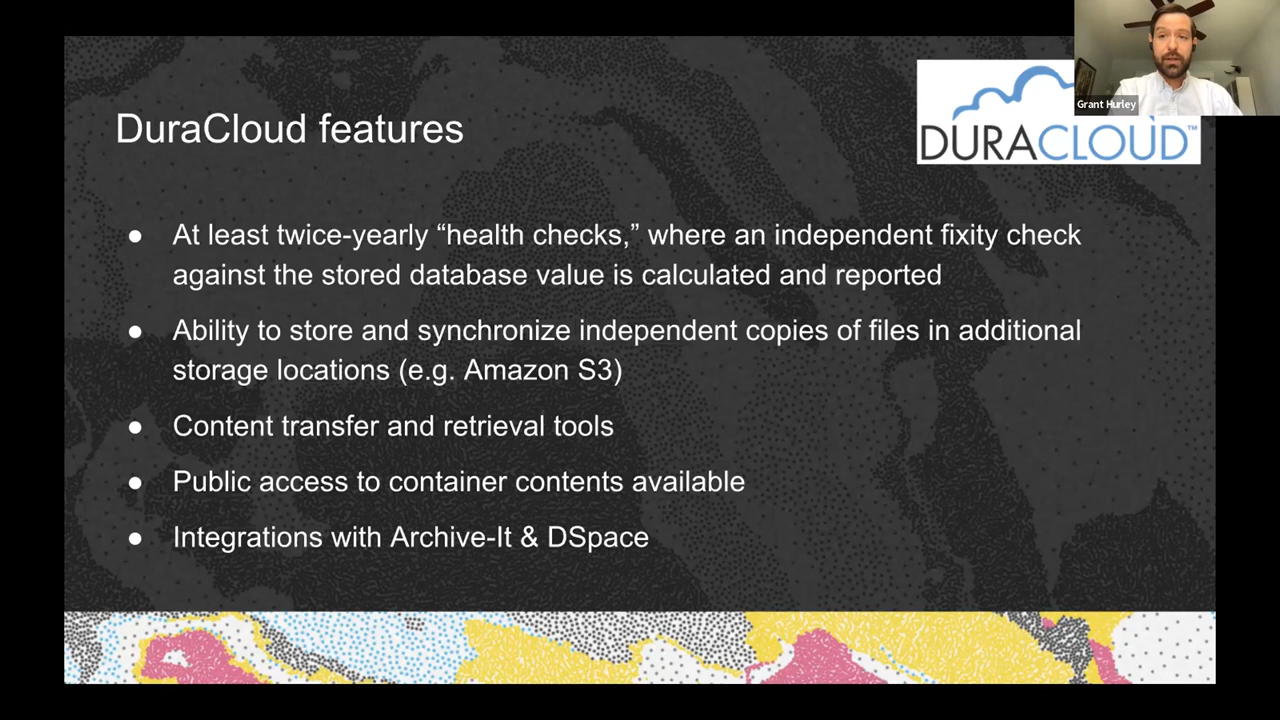 Grant Hurley
DURACLOUD™
DuraCloud features
● At least twice-yearly “health checks,” where an independent fixity check
against the stored database value is calculated and reported
● Ability to store and synchronize independent copies of files in additional
storage locations (e.g. Amazon S3)
● Content transfer and retrieval tools
● Public access to container contents available
● Integrations with Archive-It & DSpace